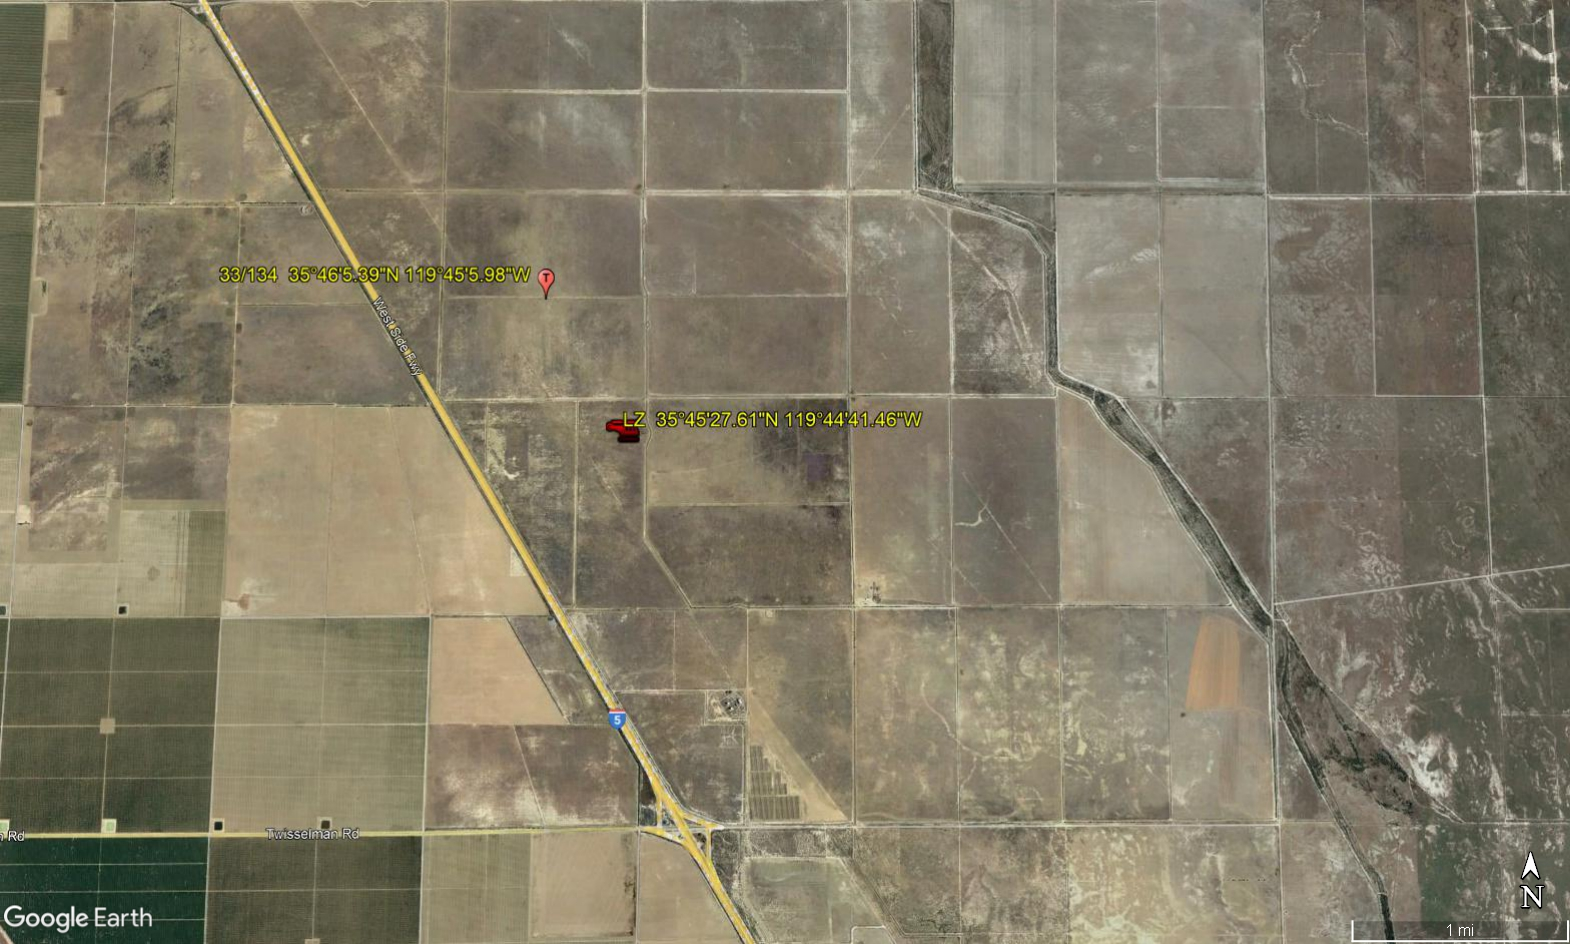 33/134 35°46'5.39"N 119°45'5.98"W
T
West Side Fwy
LZ 35°45'27.61"N 119°44'41.46"W
5
Twisselman Rd
n Rd
Google Earth
N
1 mi